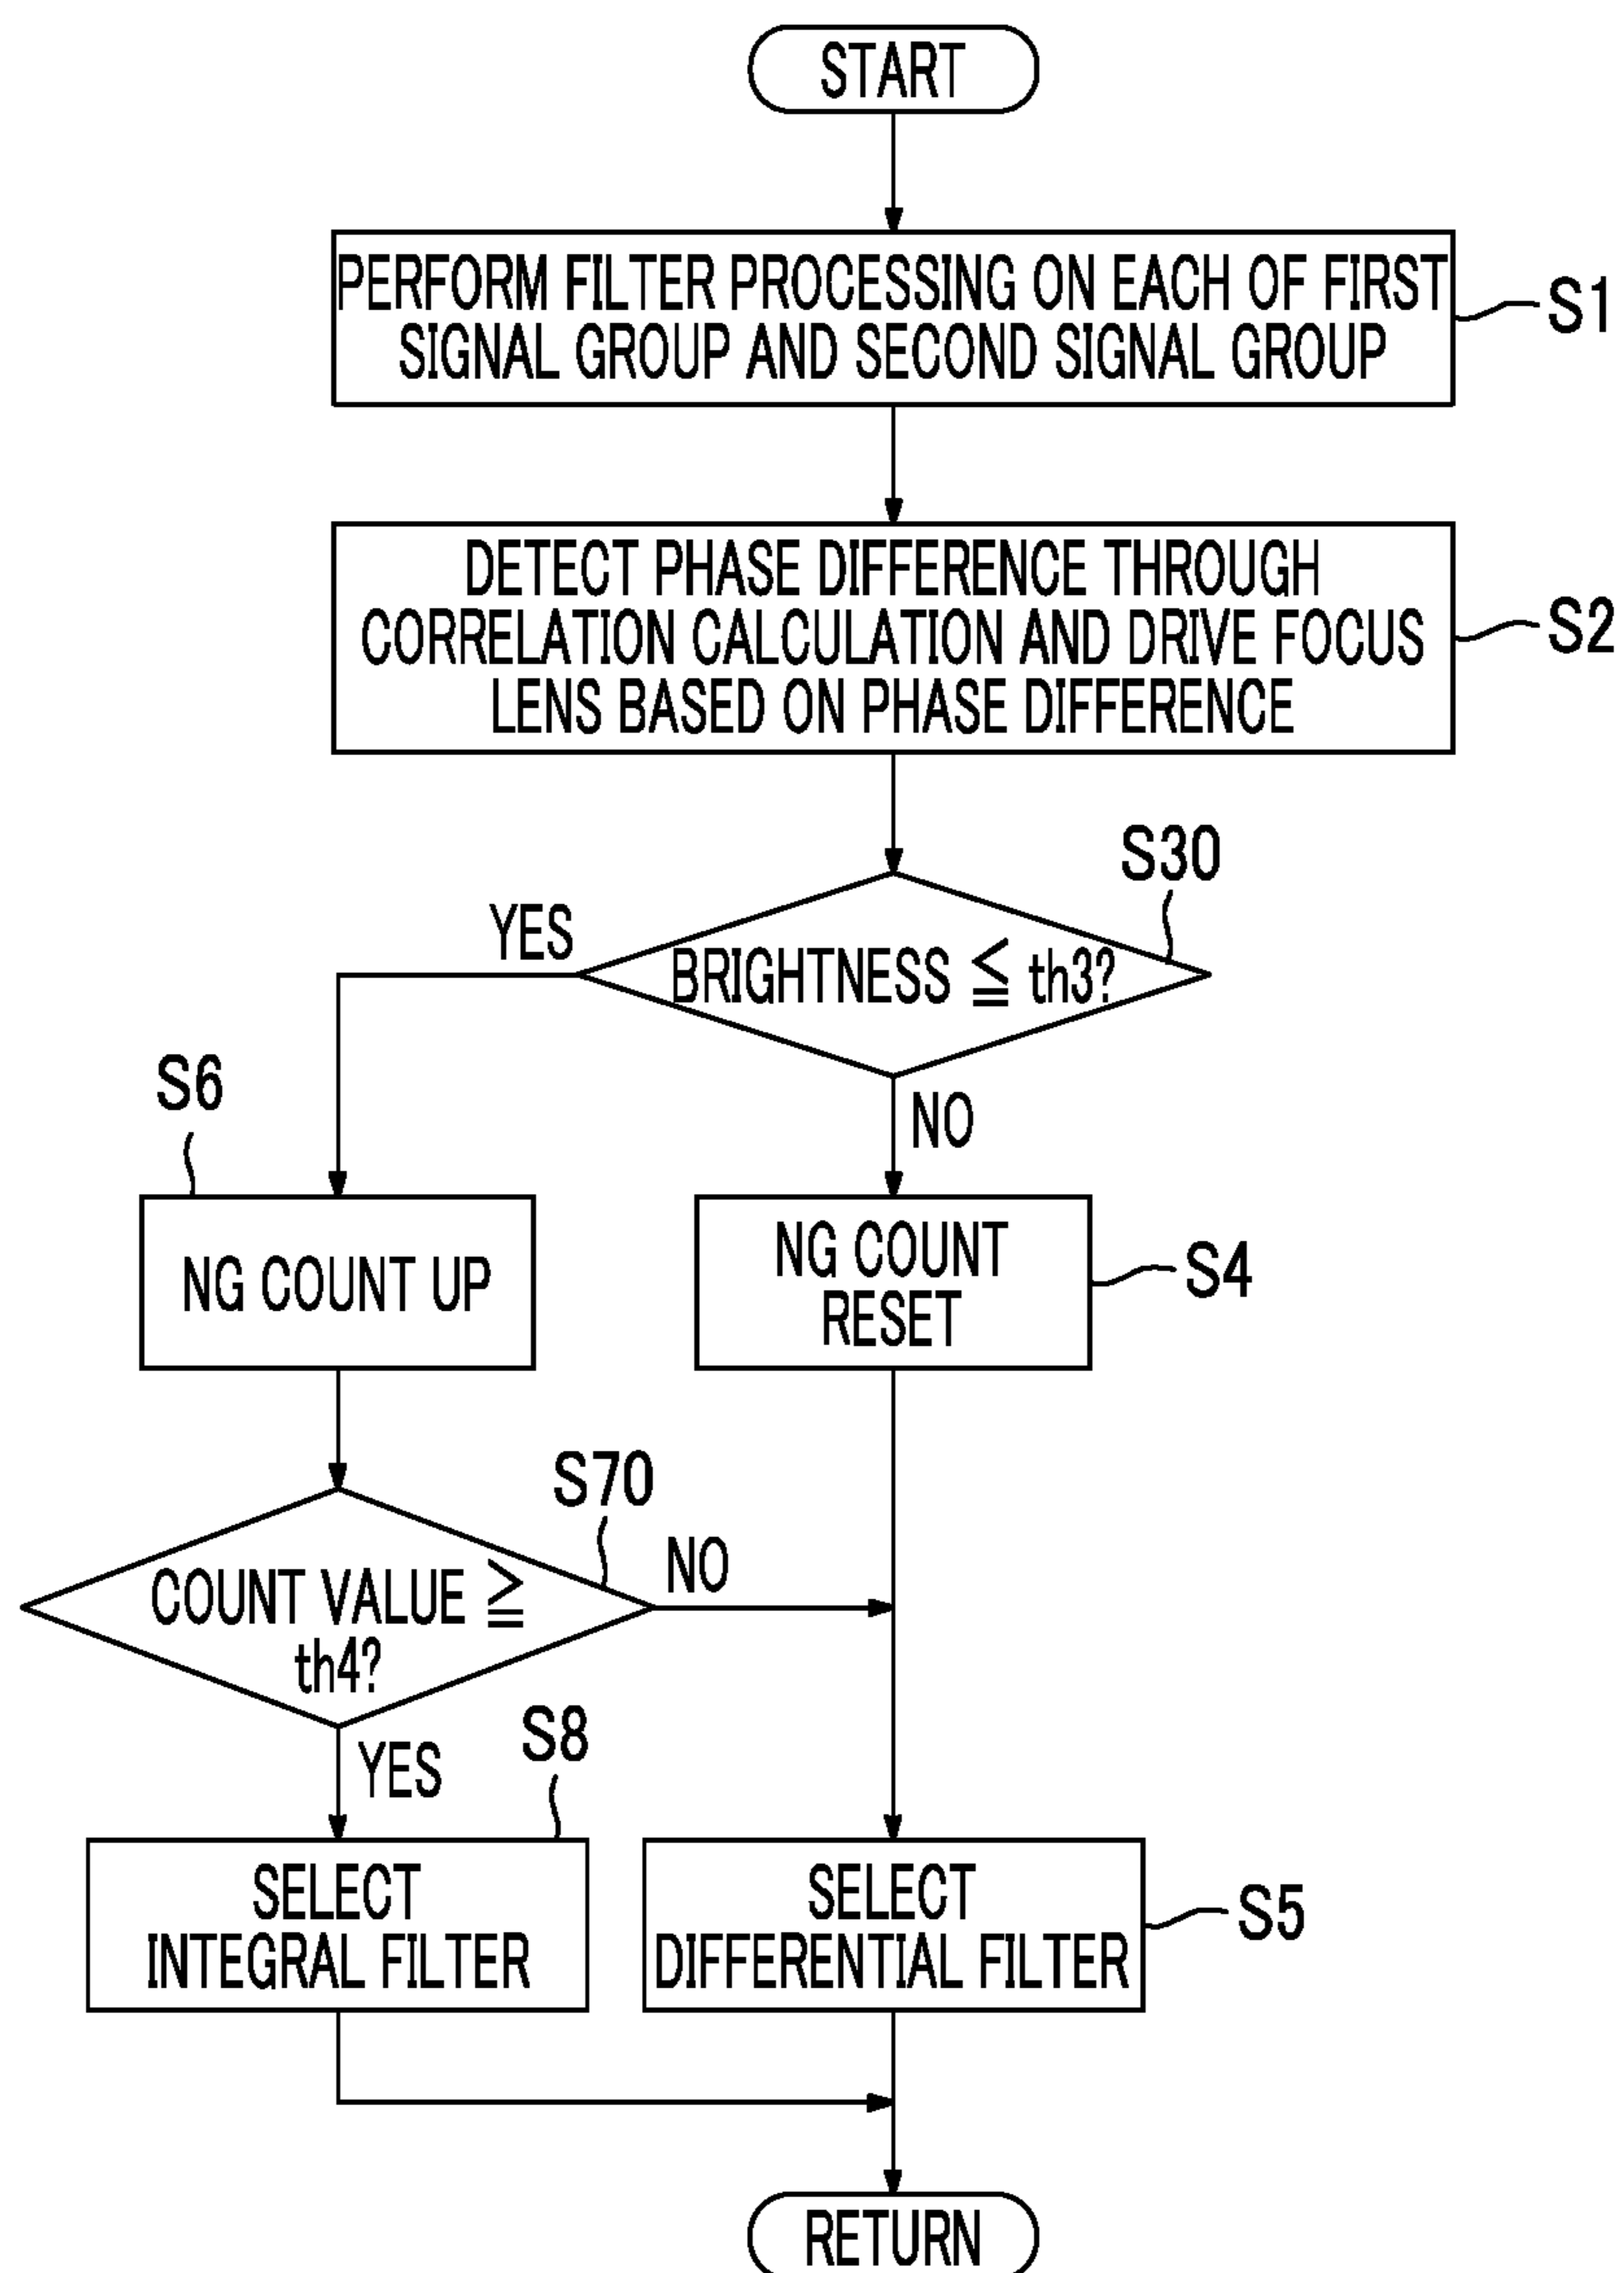 START
PERFORM FILTER PROCESSING ON EACH OF FIRST
SIGNAL GROUP AND SECOND SIGNAL GROUP
S1
DETECT PHASE DIFFERENCE THROUGH
CORRELATION CALCULATION AND DRIVE FOCUS
LENS BASED ON PHASE DIFFERENCE
S2
S30
YES
BRIGHTNESS ≦ th3?
NO
S6
NG COUNT UP
NG COUNT
RESET
S4
S70
COUNT VALUE ≧
th4?
NO
YES
S8
SELECT
INTEGRAL FILTER
SELECT
DIFFERENTIAL FILTER
S5
RETURN